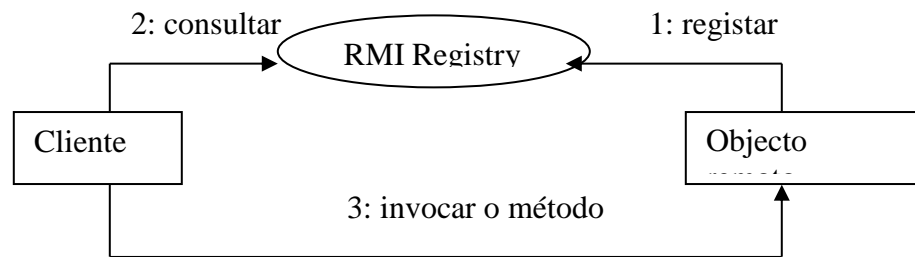 2: consultar
1: registar
RMI Registry
Cliente
Objecto
3: invocar o método